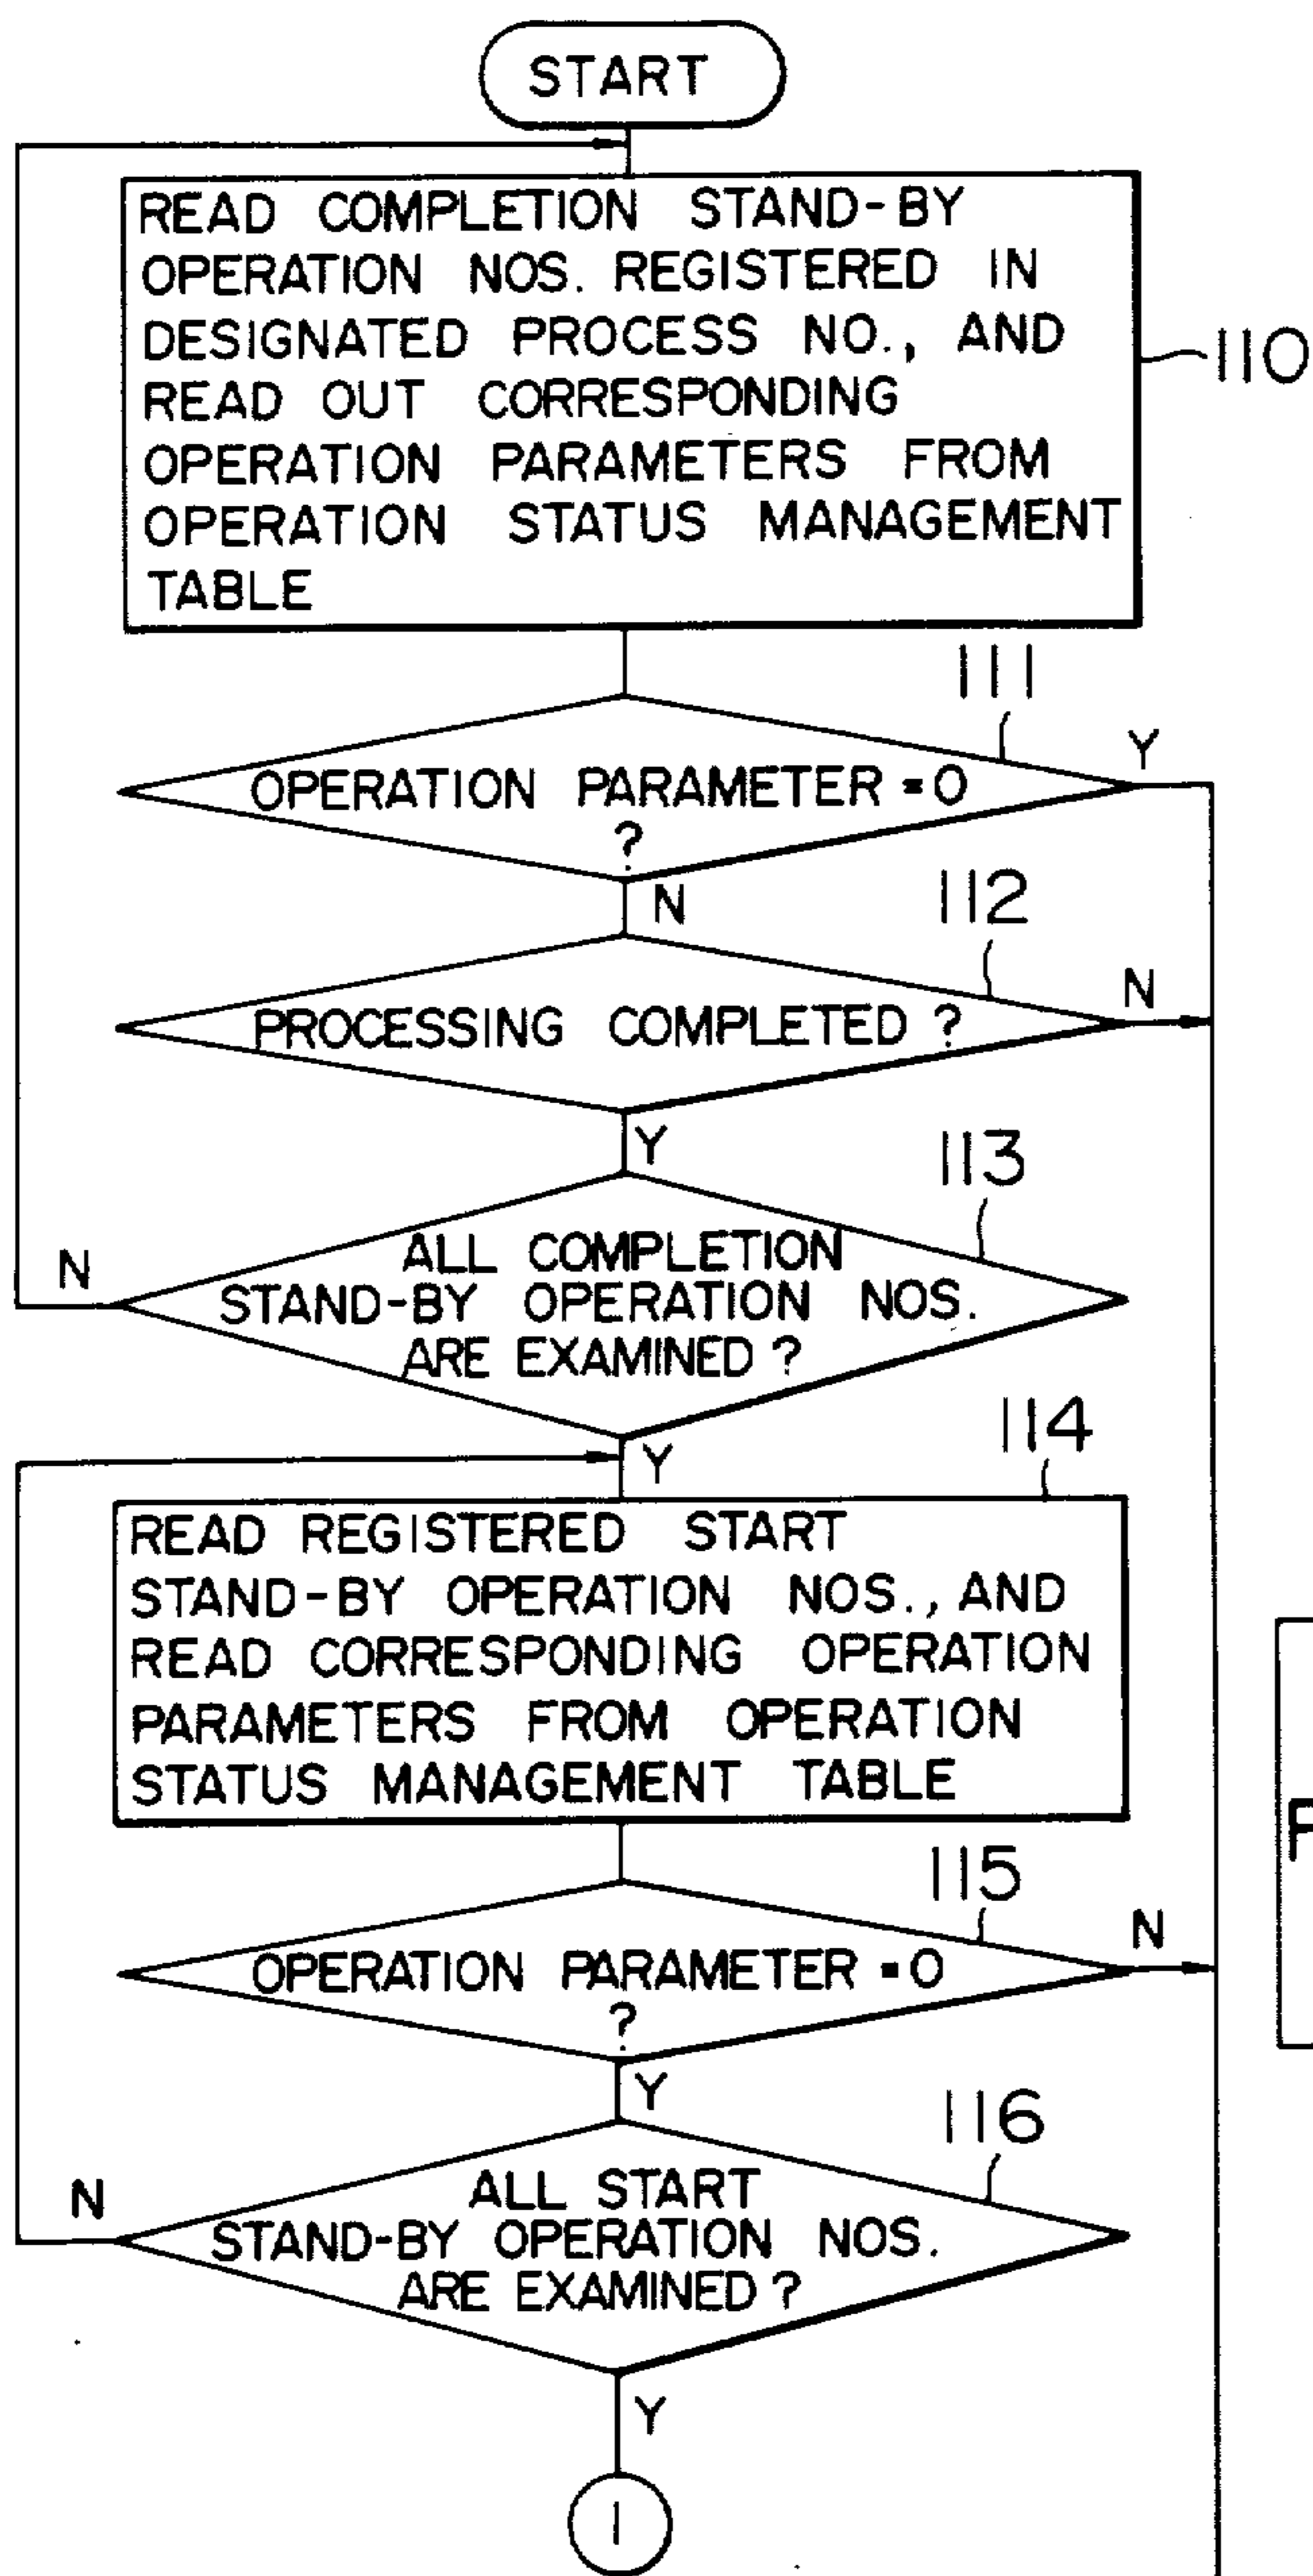 START
READ COMPLETION STAND-BY
OPERATION NOS. REGISTERED IN
DESIGNATED PROCESS NO., AND
READ OUT CORRESPONDING
OPERATION PARAMETERS FROM
OPERATION STATUS MANAGEMENT
TABLE
110
111
OPERATION PARAMETER = 0
?
Y
N
112
PROCESSING COMPLETED ?
N
Y
113
ALL COMPLETION
STAND-BY OPERATION NOS.
ARE EXAMINED ?
N
Y
114
READ REGISTERED START
STAND-BY OPERATION NOS., AND
READ CORRESPONDING OPERATION
PARAMETERS FROM OPERATION
STATUS MANAGEMENT TABLE
115
OPERATION PARAMETER = 0
?
N
Y
116
ALL START
STAND-BY OPERATION NOS.
ARE EXAMINED ?
N
Y
1